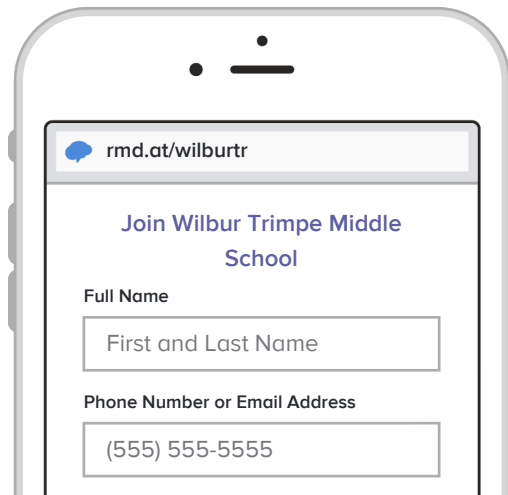 rmd.at/wilburtr
Join Wilbur Trimpe Middle
School
Full Name
First and Last Name
Phone Number or Email Address
(555) 555-5555